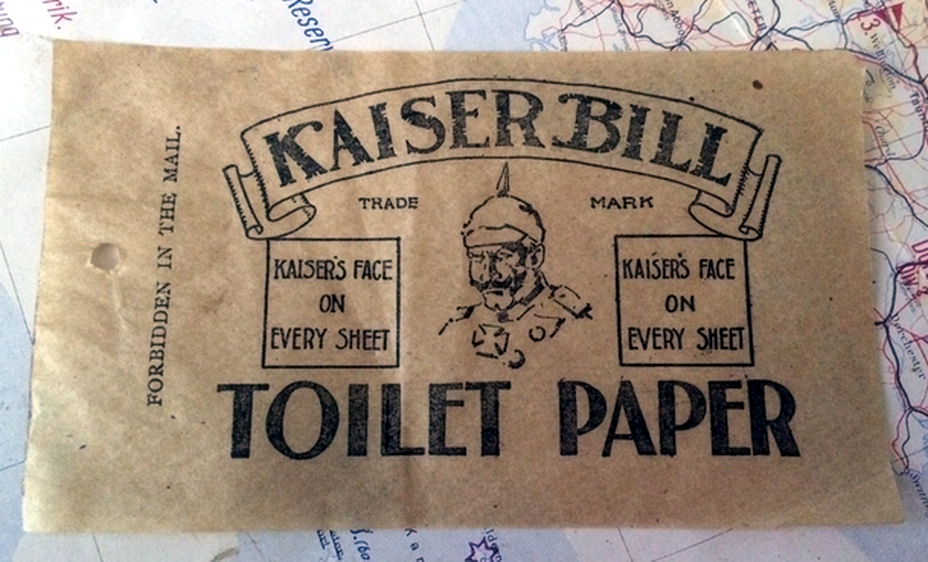 KAISER BILL
TRADE MARK
KAISER'S FACE
ON
EVERY SHEET
KAISER'S FACE
ON
EVERY SHEET
TOILET PAPER
FORBIDDEN IN THE MAIL.